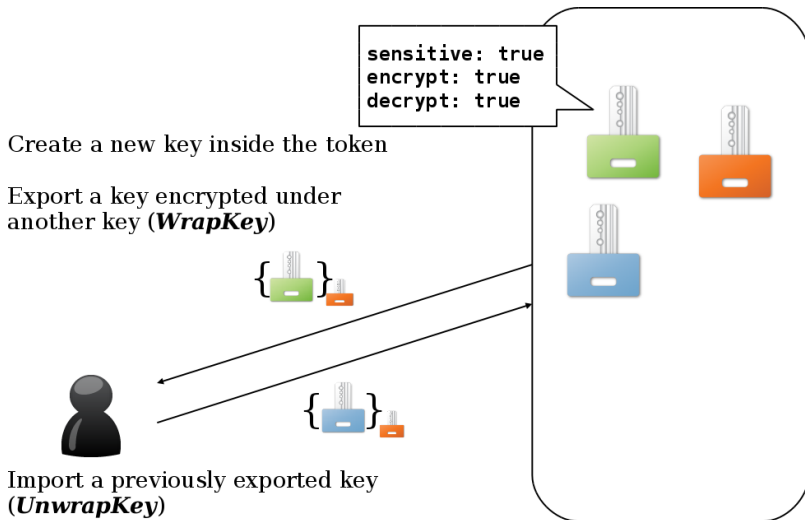 sensitive: true
encrypt: true
decrypt: true
Create a new key inside the token
Export a key encrypted under
another key (WrapKey)
{ }
{ }
Import a previously exported key
(UnwrapKey)